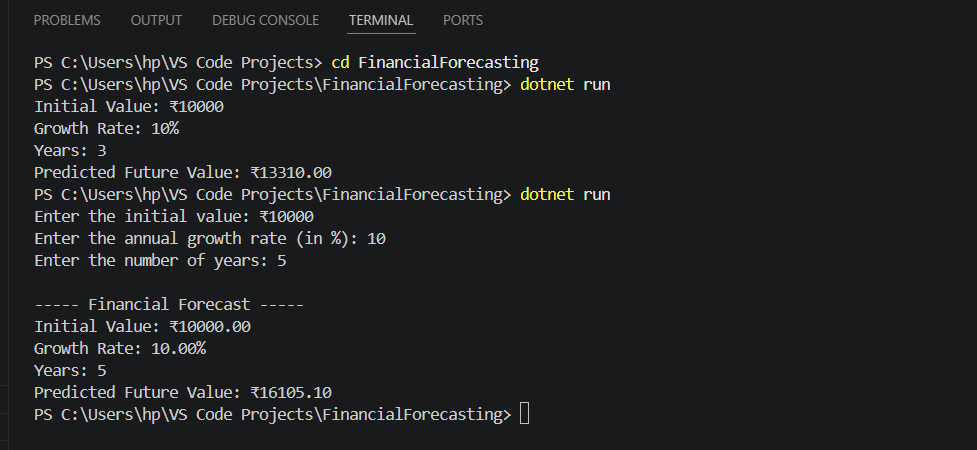 PROBLEMS OUTPUT DEBUG CONSOLE TERMINAL PORTS
PS C:\Users\hp\VS Code Projects> cd FinancialForecasting
PS C:\Users\hp\VS Code Projects\FinancialForecasting> dotnet run
Initial Value: ₹10000
Growth Rate: 10%
Years: 3
Predicted Future Value: ₹13310.00
PS C:\Users\hp\VS Code Projects\FinancialForecasting> dotnet run
Enter the initial value: ₹10000
Enter the annual growth rate (in %): 10
Enter the number of years: 5

----- Financial Forecast -----
Initial Value: ₹10000.00
Growth Rate: 10.00%
Years: 5
Predicted Future Value: ₹16105.10
PS C:\Users\hp\VS Code Projects\FinancialForecasting>